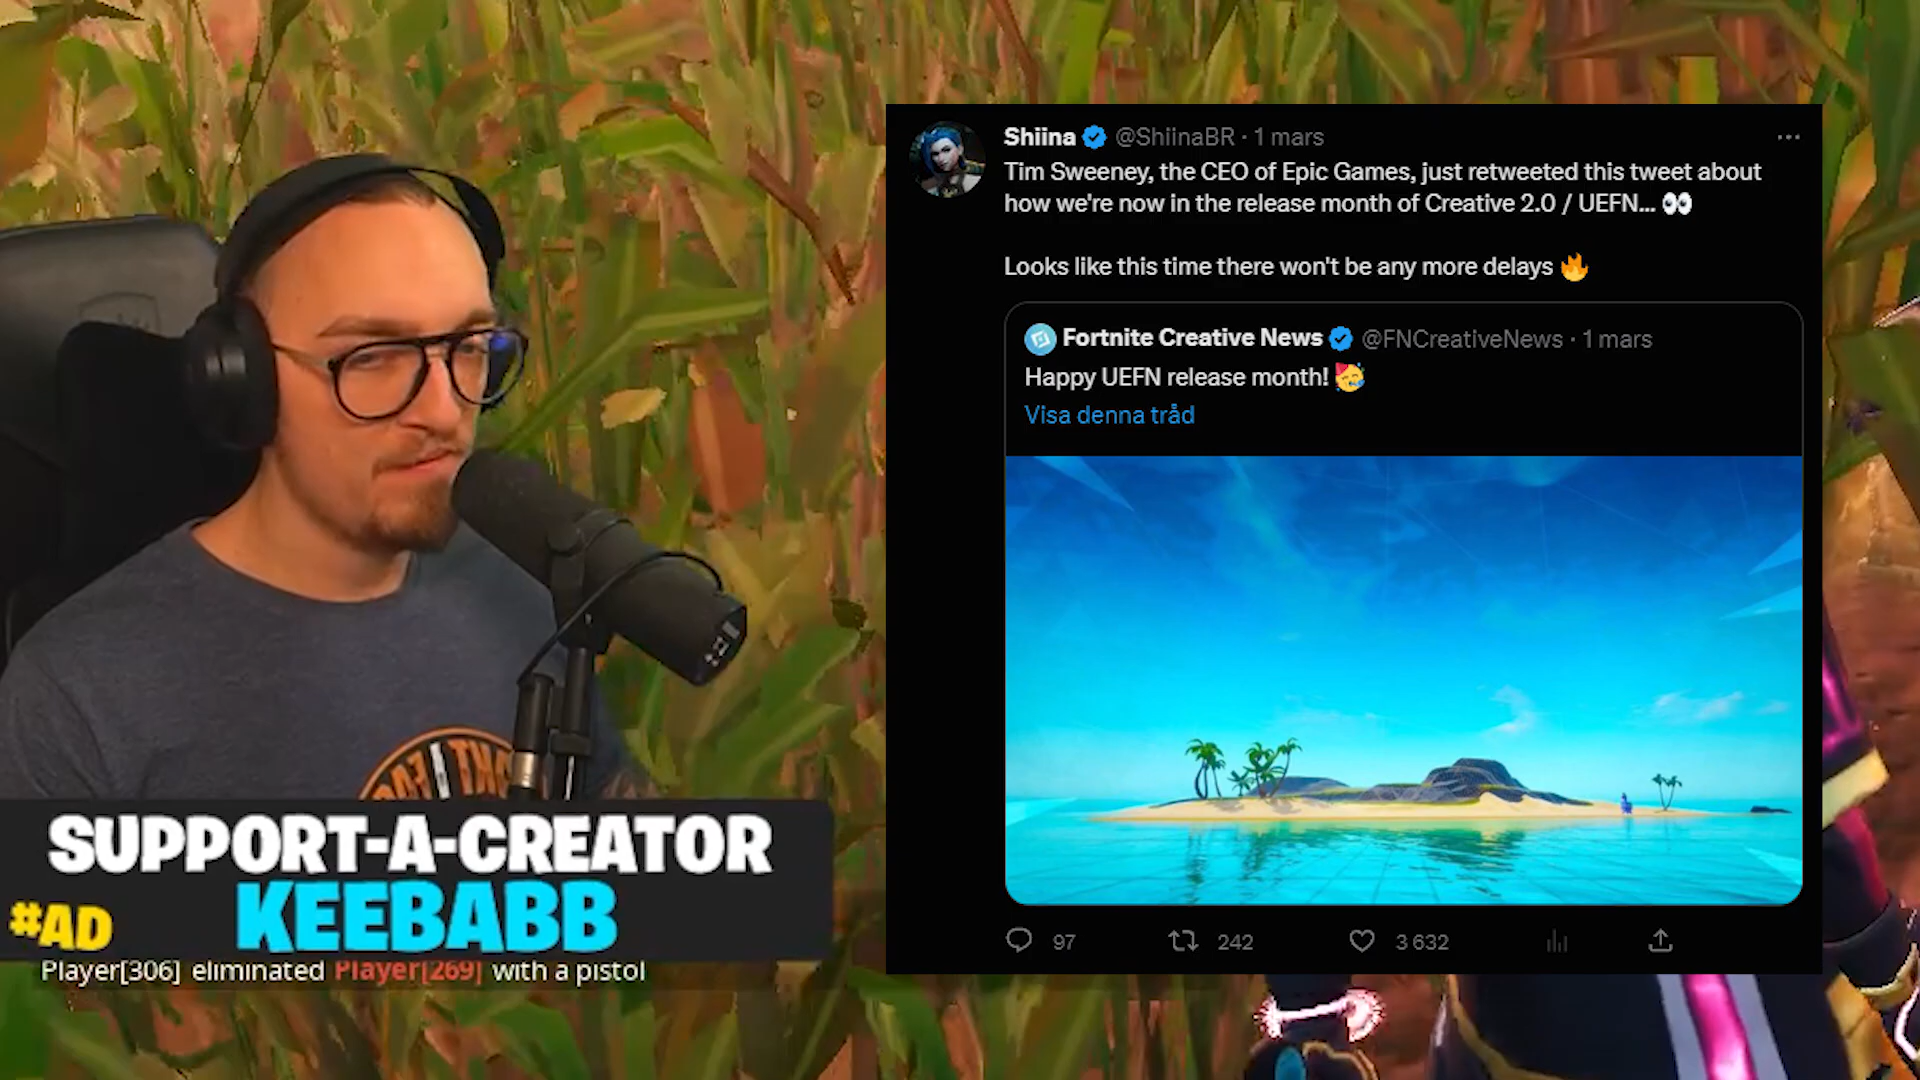 Shiina @ShiinaBR · 1 mars
Tim Sweeney, the CEO of Epic Games, just retweeted this tweet about
how we're now in the release month of Creative 2.0 / UEFN... 👀
Looks like this time there won't be any more delays 🔥
Fortnite Creative News @FNCreativeNews · 1 mars
Happy UEFN release month! 🥳
Visa denna tråd
97 242 3 632
SUPPORT-A-CREATOR
#AD KEEBABB
Player[306] eliminated Player[269] with a pistol